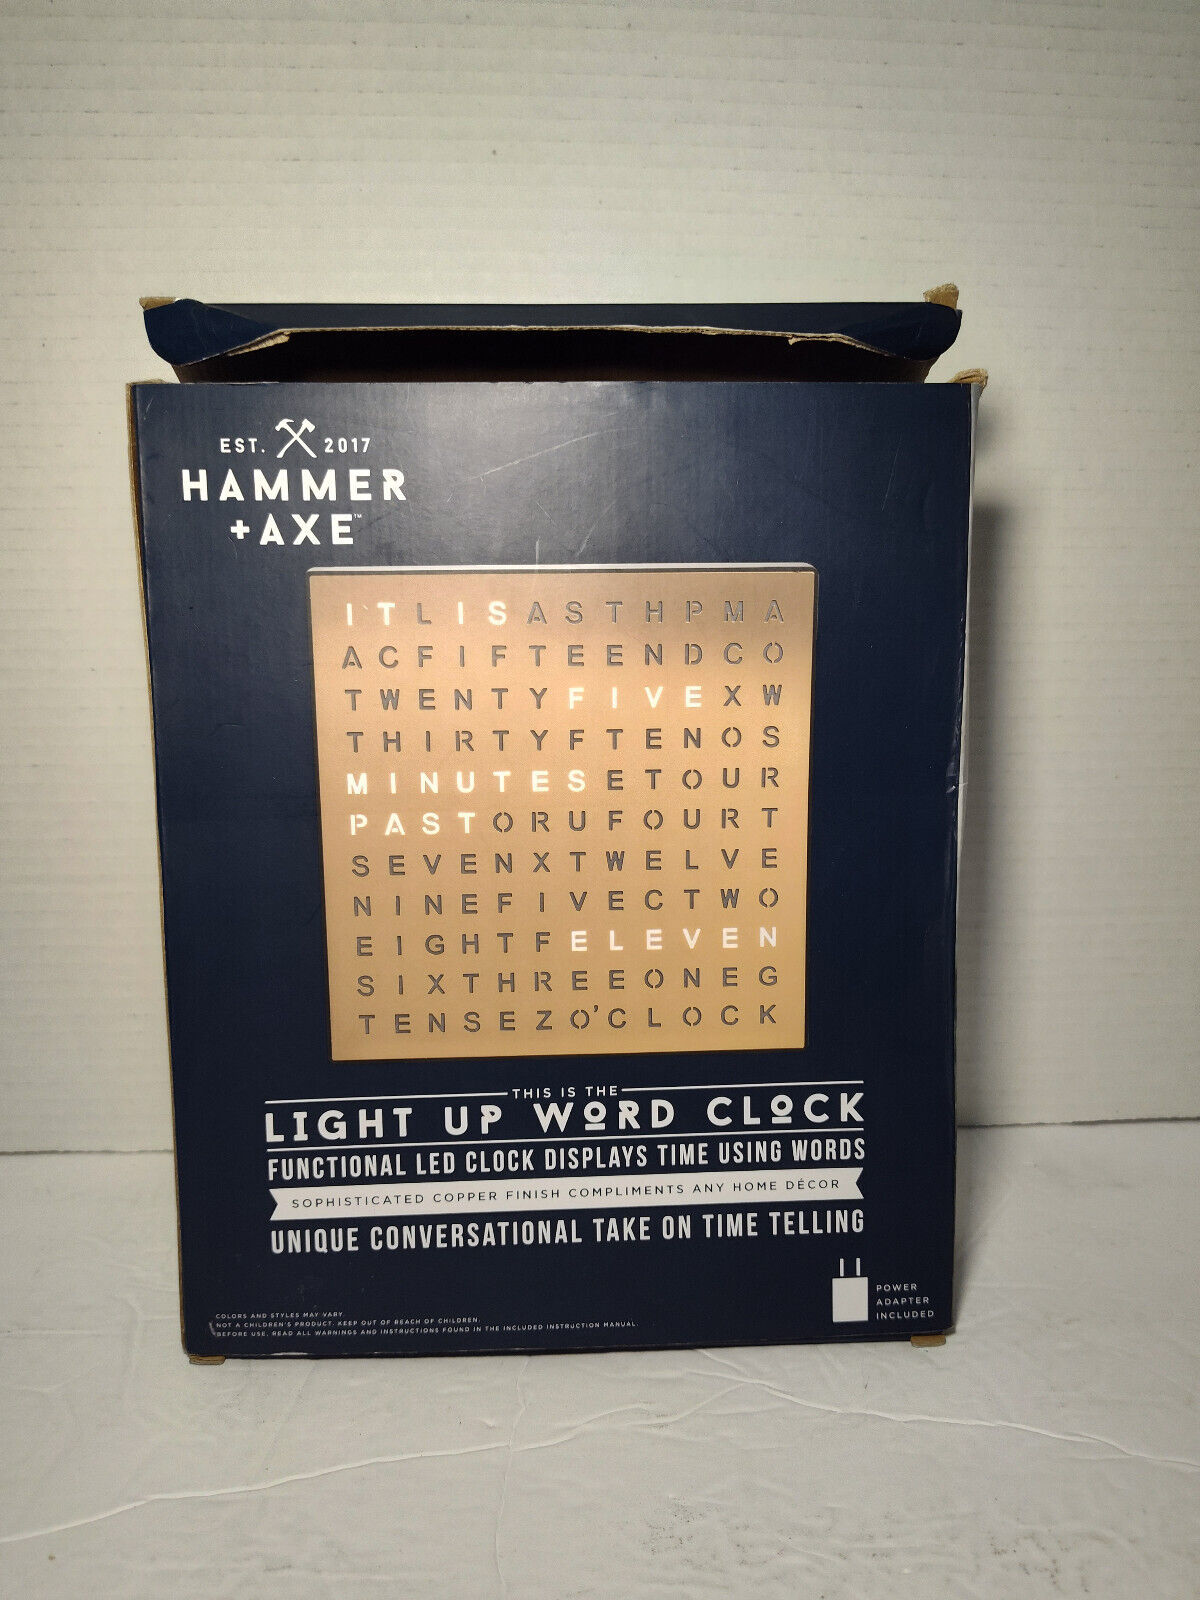 EST. 2017
HAMMER
+AXE™
ITLISASTHPMA
ACFIFTEENDCO
TWENTYFIVEXW
THIRTYFTENOS
MINUTESETOUR
PASTORUFOURT
SEVENXTWELVE
NINEFIVECTWO
EIGHTFELEVEN
SIXTHREEONEG
TENSEZO'CLOCK
THIS IS THE
LIGHT UP WORD CLOCK
FUNCTIONAL LED CLOCK DISPLAYS TIME USING WORDS
SOPHISTICATED COPPER FINISH COMPLIMENTS ANY HOME DÉCOR
UNIQUE CONVERSATIONAL TAKE ON TIME TELLING
POWER
ADAPTER
INCLUDED
COLORS AND STYLES MAY VARY.
NOT A CHILDREN'S PRODUCT. KEEP OUT OF REACH OF CHILDREN.
BEFORE USE, READ ALL WARNINGS AND INSTRUCTIONS FOUND IN THE INCLUDED INSTRUCTION MANUAL.